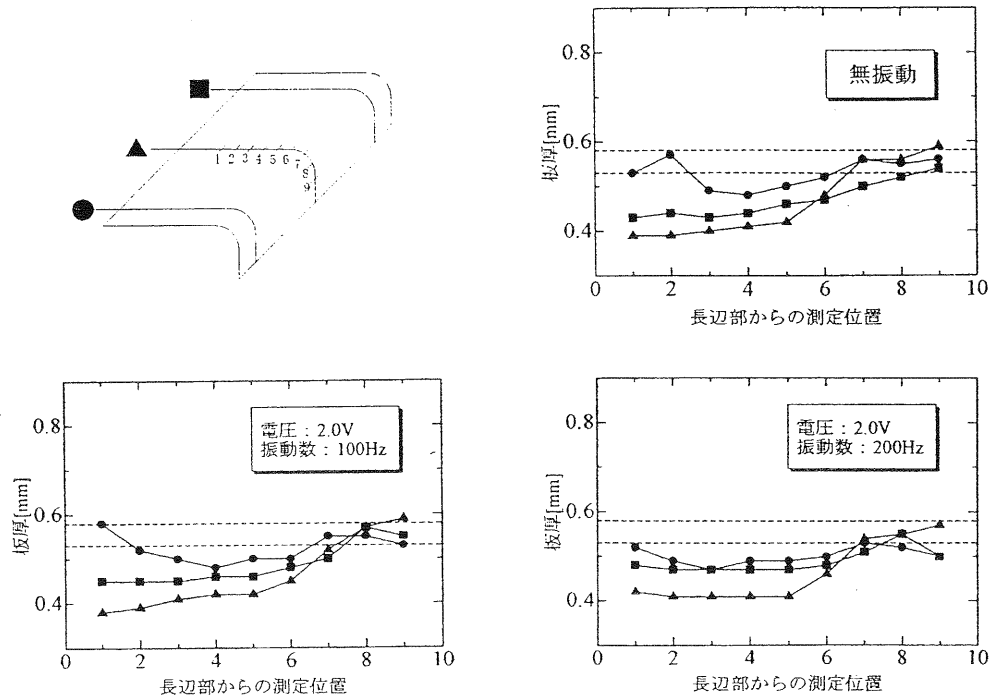 1 2 3 4 5 6 7 8 9
無振動
板厚[mm]
0.8
0.6
0.4
0 2 4 6 8 10
長辺部からの測定位置
電圧：2.0V
振動数：100Hz
板厚[mm]
0.8
0.6
0.4
0 2 4 6 8 10
長辺部からの測定位置
電圧：2.0V
振動数：200Hz
板厚[mm]
0.8
0.6
0.4
0 2 4 6 8 10
長辺部からの測定位置